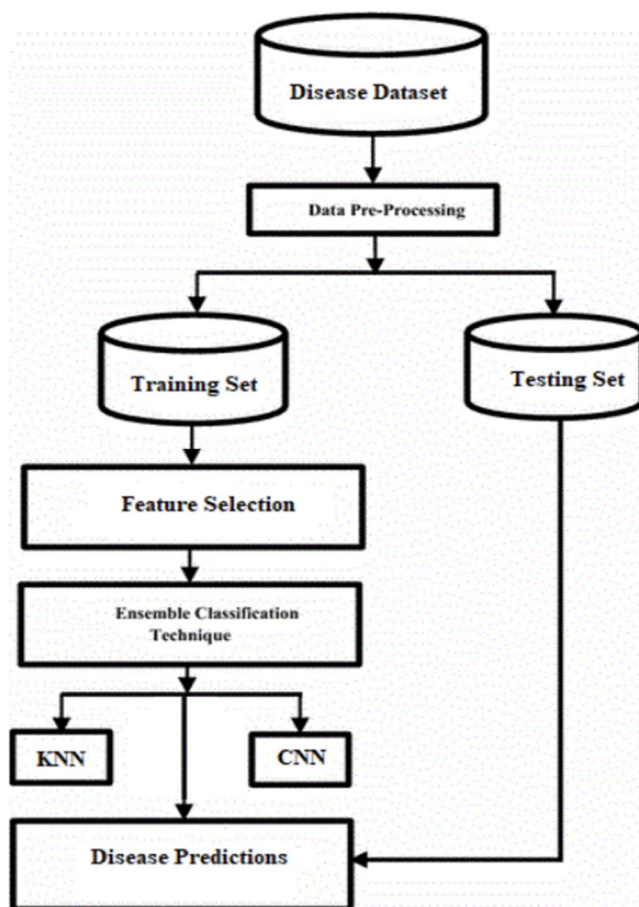 Disease Dataset
Data Pre-Processing
Training Set
Testing Set
Feature Selection
Ensemble Classification
Technique
KNN
CNN
Disease Predictions